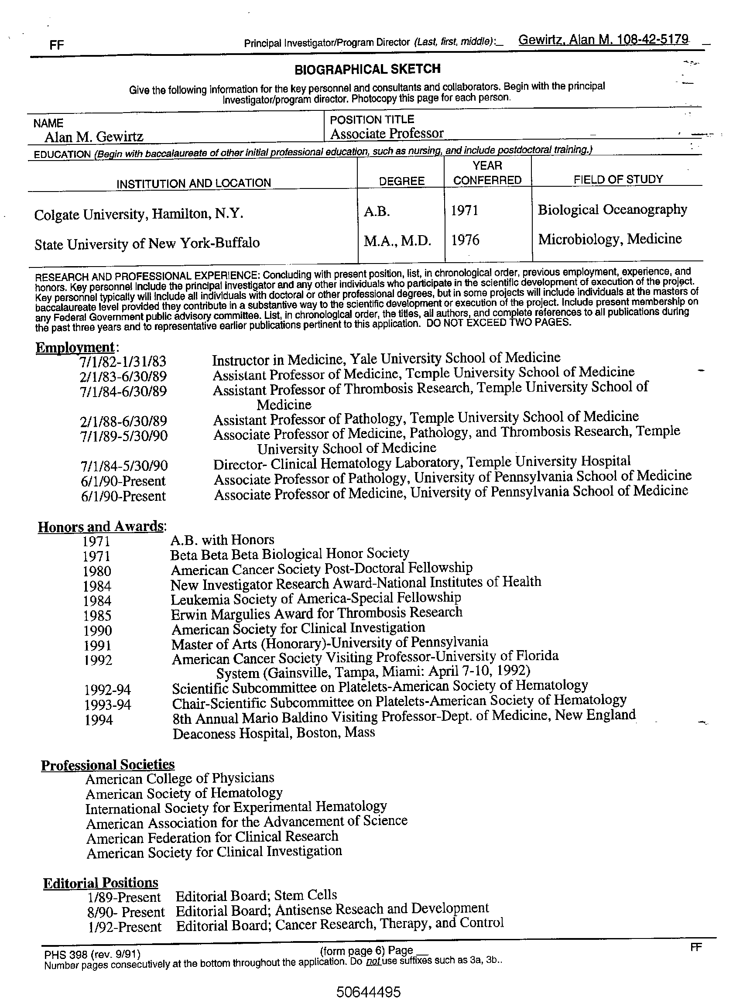 FF
Principal Investigator/Program Director (Last, first, middle): Gewirtz, Alan M. 108-42-5179
BIOGRAPHICAL SKETCH
Give the following information for the key personnel and consultants and collaborators. Begin with the principal
investigator/program director. Photocopy this page for each person.
NAME
Alan M. Gewirtz
POSITION TITLE
Associate Professor
EDUCATION (Begin with baccalaureate of other initial professional education, such as nursing, and include postdoctoral training.)
INSTITUTION AND LOCATION DEGREE YEAR CONFERRED FIELD OF STUDY
Colgate University, Hamilton, N.Y. A.B. 1971 Biological Oceanography
State University of New York-Buffalo M.A., M.D. 1976 Microbiology, Medicine
RESEARCH AND PROFESSIONAL EXPERIENCE: Concluding with present position, list, in chronological order, previous employment, experience, and
honors. Key personnel include the principal investigator and any other individuals who participate in the scientific development of execution of the project.
Key personnel typically will include all individuals with doctoral or other professional degrees, but in some projects will include individuals at the masters of
baccalaureate level provided they contribute in a substantive way to the scientific development or execution of the project. Include present membership on
any Federal Government public advisory committee. List, in chronological order, the titles, all authors, and complete references to all publications during
the past three years and to representative earlier publications pertinent to this application. DO NOT EXCEED TWO PAGES.
Employment:
7/1/82-1/31/83 Instructor in Medicine, Yale University School of Medicine
2/1/83-6/30/89 Assistant Professor of Medicine, Temple University School of Medicine
7/1/84-6/30/89 Assistant Professor of Thrombosis Research, Temple University School of
Medicine
2/1/88-6/30/89 Assistant Professor of Pathology, Temple University School of Medicine
7/1/89-5/30/90 Associate Professor of Medicine, Pathology, and Thrombosis Research, Temple
University School of Medicine
7/1/84-5/30/90 Director- Clinical Hematology Laboratory, Temple University Hospital
6/1/90-Present Associate Professor of Pathology, University of Pennsylvania School of Medicine
6/1/90-Present Associate Professor of Medicine, University of Pennsylvania School of Medicine
Honors and Awards:
1971 A.B. with Honors
1971 Beta Beta Beta Biological Honor Society
1980 American Cancer Society Post-Doctoral Fellowship
1984 New Investigator Research Award-National Institutes of Health
1984 Leukemia Society of America-Special Fellowship
1985 Erwin Margulies Award for Thrombosis Research
1990 American Society for Clinical Investigation
1991 Master of Arts (Honorary)-University of Pennsylvania
1992 American Cancer Society Visiting Professor-University of Florida
System (Gainsville, Tampa, Miami: April 7-10, 1992)
1992-94 Scientific Subcommittee on Platelets-American Society of Hematology
1993-94 Chair-Scientific Subcommittee on Platelets-American Society of Hematology
1994 8th Annual Mario Baldino Visiting Professor-Dept. of Medicine, New England
Deaconess Hospital, Boston, Mass
Professional Societies
American College of Physicians
American Society of Hematology
International Society for Experimental Hematology
American Association for the Advancement of Science
American Federation for Clinical Research
American Society for Clinical Investigation
Editorial Positions
1/89-Present Editorial Board; Stem Cells
8/90- Present Editorial Board; Antisense Reseach and Development
1/92-Present Editorial Board; Cancer Research, Therapy, and Control
PHS 398 (rev. 9/91) (form page 6) Page __ FF
Number pages consecutively at the bottom throughout the application. Do not use suffixes such as 3a, 3b..
50644495